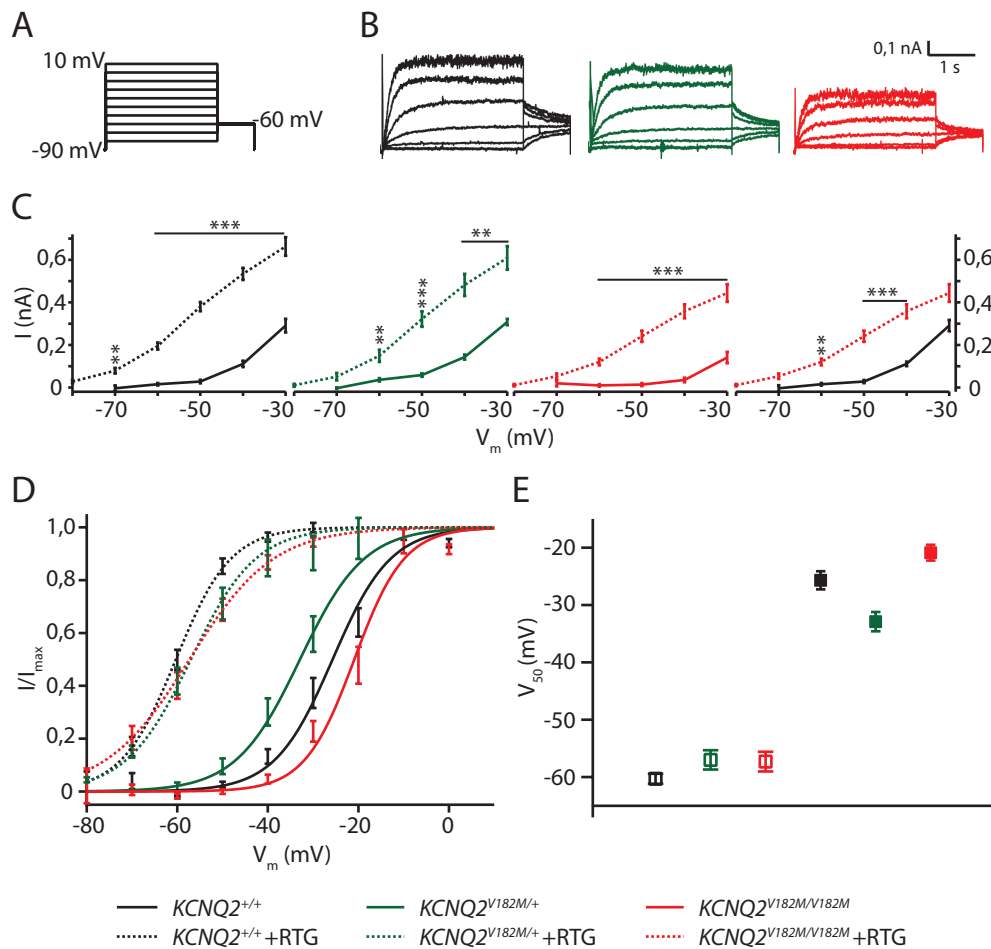 A
B
10 mV
-60 mV
-90 mV
0,1 nA
1 s
C
I (nA)
0,6
0,4
0,2
0
***
**
**
***
**
***
***
**
0,6
0,4
0,2
0
-70 -50 -30 -70 -50 -30 -70 -50 -30 -70 -50 -30
Vm (mV)
D
I/Imax
1,0
0,8
0,6
0,4
0,2
0
-80 -60 -40 -20 0
Vm (mV)
E
V50 (mV)
-20
-30
-40
-50
-60
KCNQ2+/+ KCNQ2V182M/+ KCNQ2V182M/V182M
KCNQ2+/+ +RTG KCNQ2V182M/+ +RTG KCNQ2V182M/V182M +RTG